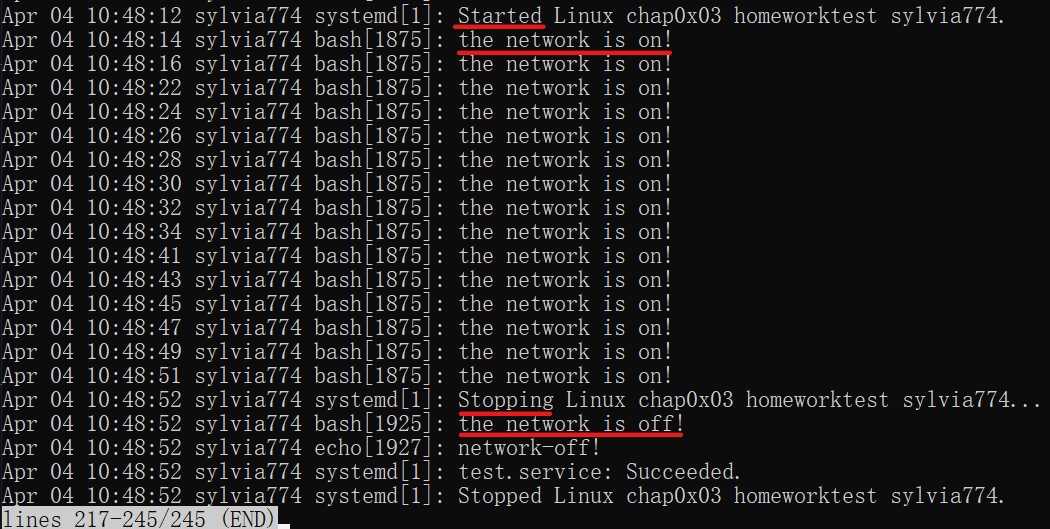 Apr 04 10:48:12 sylvia774 systemd[1]: Started Linux chap0x03 homeworktest sylvia774.
Apr 04 10:48:14 sylvia774 bash[1875]: the network is on!
Apr 04 10:48:16 sylvia774 bash[1875]: the network is on!
Apr 04 10:48:22 sylvia774 bash[1875]: the network is on!
Apr 04 10:48:24 sylvia774 bash[1875]: the network is on!
Apr 04 10:48:26 sylvia774 bash[1875]: the network is on!
Apr 04 10:48:28 sylvia774 bash[1875]: the network is on!
Apr 04 10:48:30 sylvia774 bash[1875]: the network is on!
Apr 04 10:48:32 sylvia774 bash[1875]: the network is on!
Apr 04 10:48:34 sylvia774 bash[1875]: the network is on!
Apr 04 10:48:41 sylvia774 bash[1875]: the network is on!
Apr 04 10:48:43 sylvia774 bash[1875]: the network is on!
Apr 04 10:48:45 sylvia774 bash[1875]: the network is on!
Apr 04 10:48:47 sylvia774 bash[1875]: the network is on!
Apr 04 10:48:49 sylvia774 bash[1875]: the network is on!
Apr 04 10:48:51 sylvia774 bash[1875]: the network is on!
Apr 04 10:48:52 sylvia774 systemd[1]: Stopping Linux chap0x03 homeworktest sylvia774...
Apr 04 10:48:52 sylvia774 bash[1925]: the network is off!
Apr 04 10:48:52 sylvia774 echo[1927]: network-off!
Apr 04 10:48:52 sylvia774 systemd[1]: test.service: Succeeded.
Apr 04 10:48:52 sylvia774 systemd[1]: Stopped Linux chap0x03 homeworktest sylvia774.
lines 217-245/245 (END)